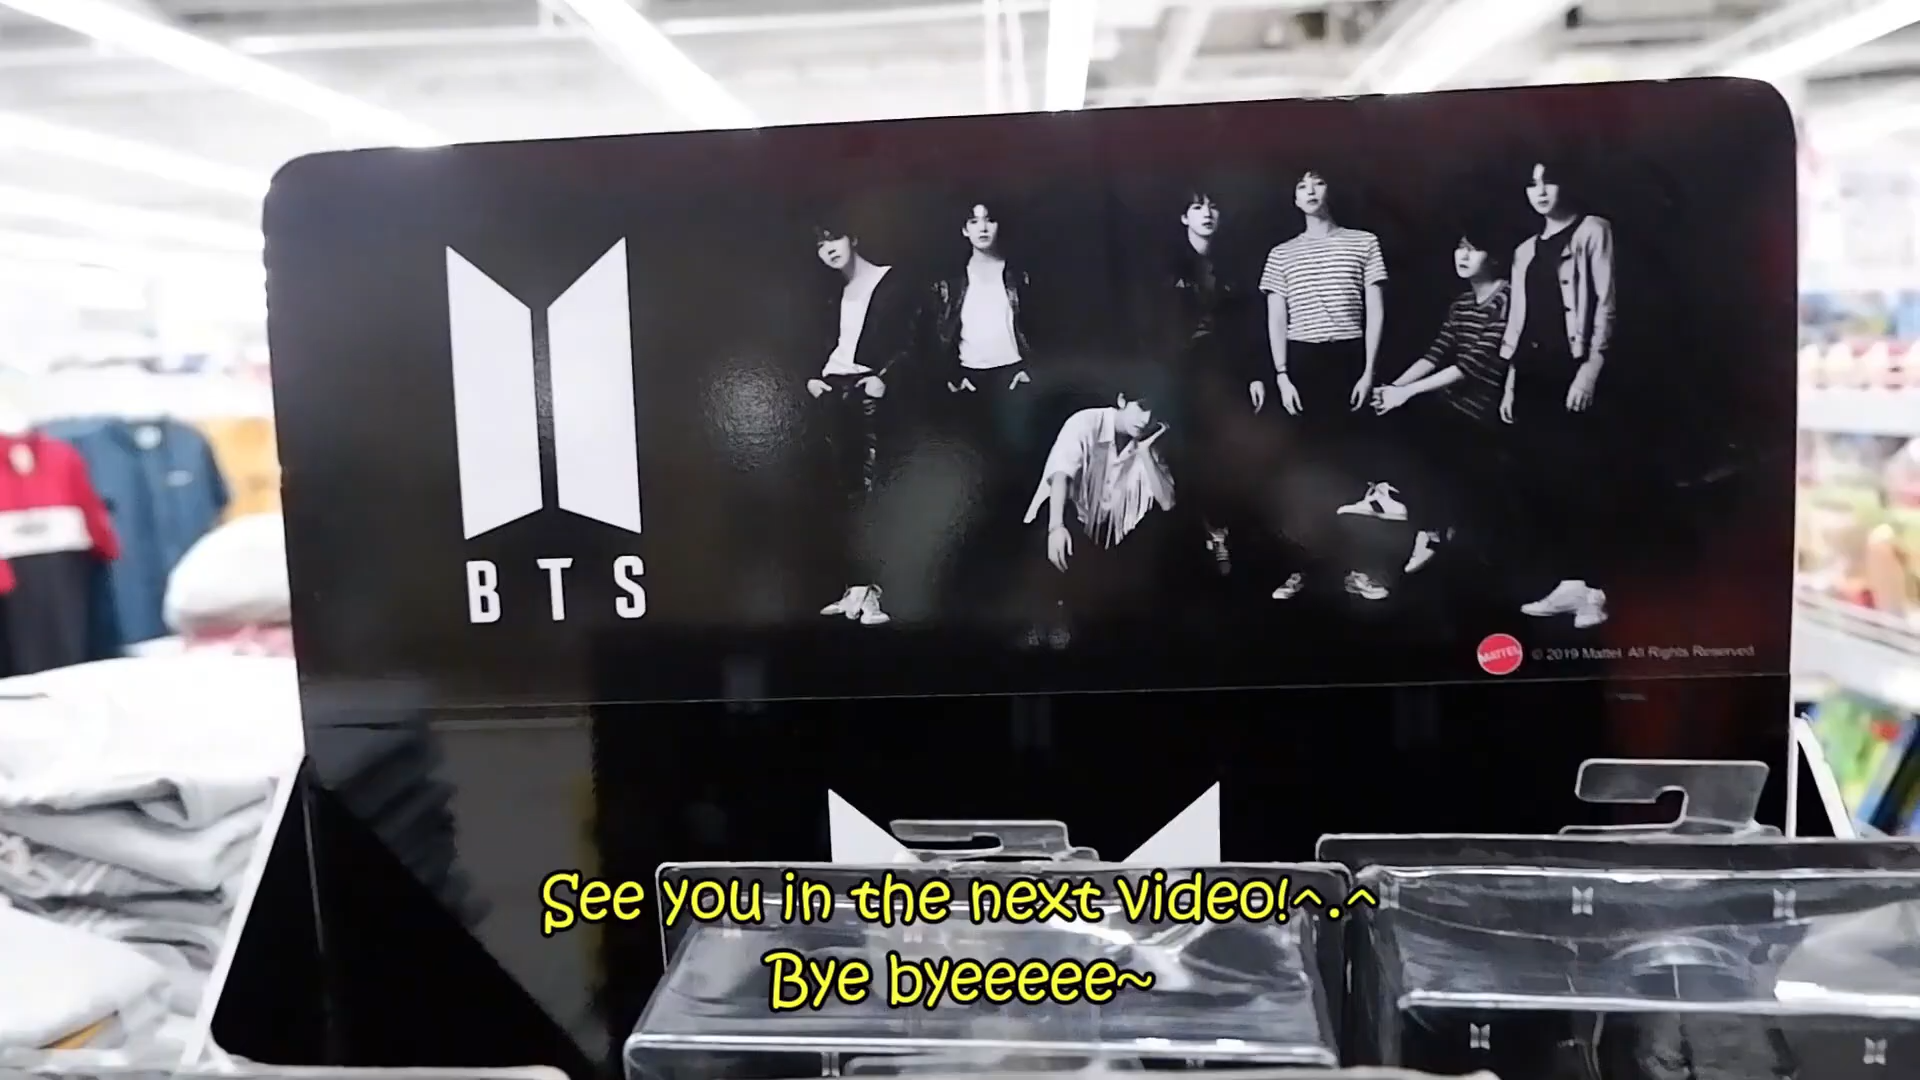 BTS
MATTEL © 2019 Mattel. All Rights Reserved.
See you in the next video!^.^
Bye byeeeee~